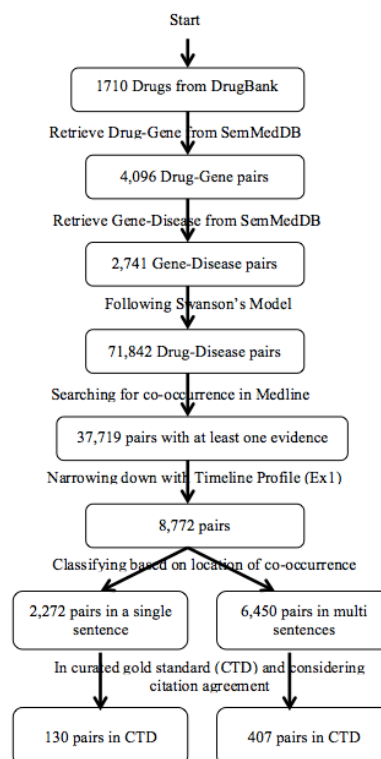 Start
1710 Drugs from DrugBank
Retrieve Drug-Gene from SemMedDB
4,096 Drug-Gene pairs
Retrieve Gene-Disease from SemMedDB
2,741 Gene-Disease pairs
Following Swanson's Model
71,842 Drug-Disease pairs
Searching for co-occurrence in Medline
37,719 pairs with at least one evidence
Narrowing down with Timeline Profile (Ex1)
8,772 pairs
Classifying based on location of co-occurrence
2,272 pairs in a single
sentence
6,450 pairs in multi
sentences
In curated gold standard (CTD) and considering
citation agreement
130 pairs in CTD
407 pairs in CTD